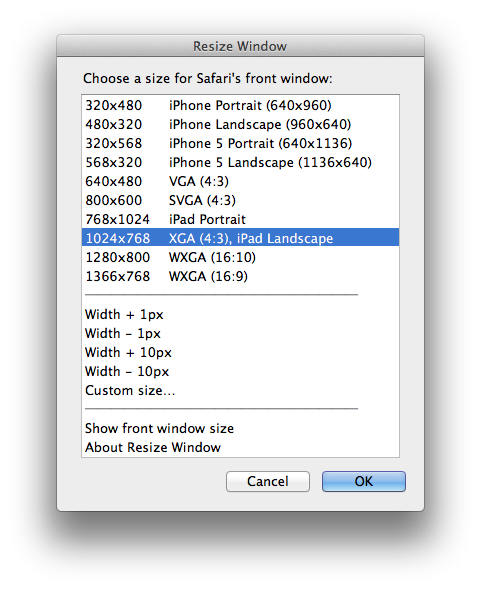 Resize Window
Choose a size for Safari's front window:
320x480 iPhone Portrait (640x960)
480x320 iPhone Landscape (960x640)
320x568 iPhone 5 Portrait (640x1136)
568x320 iPhone 5 Landscape (1136x640)
640x480 VGA (4:3)
800x600 SVGA (4:3)
768x1024 iPad Portrait
1024x768 XGA (4:3), iPad Landscape
1280x800 WXGA (16:10)
1366x768 WXGA (16:9)
Width + 1px
Width – 1px
Width + 10px
Width – 10px
Custom size...
Show front window size
About Resize Window
Cancel OK